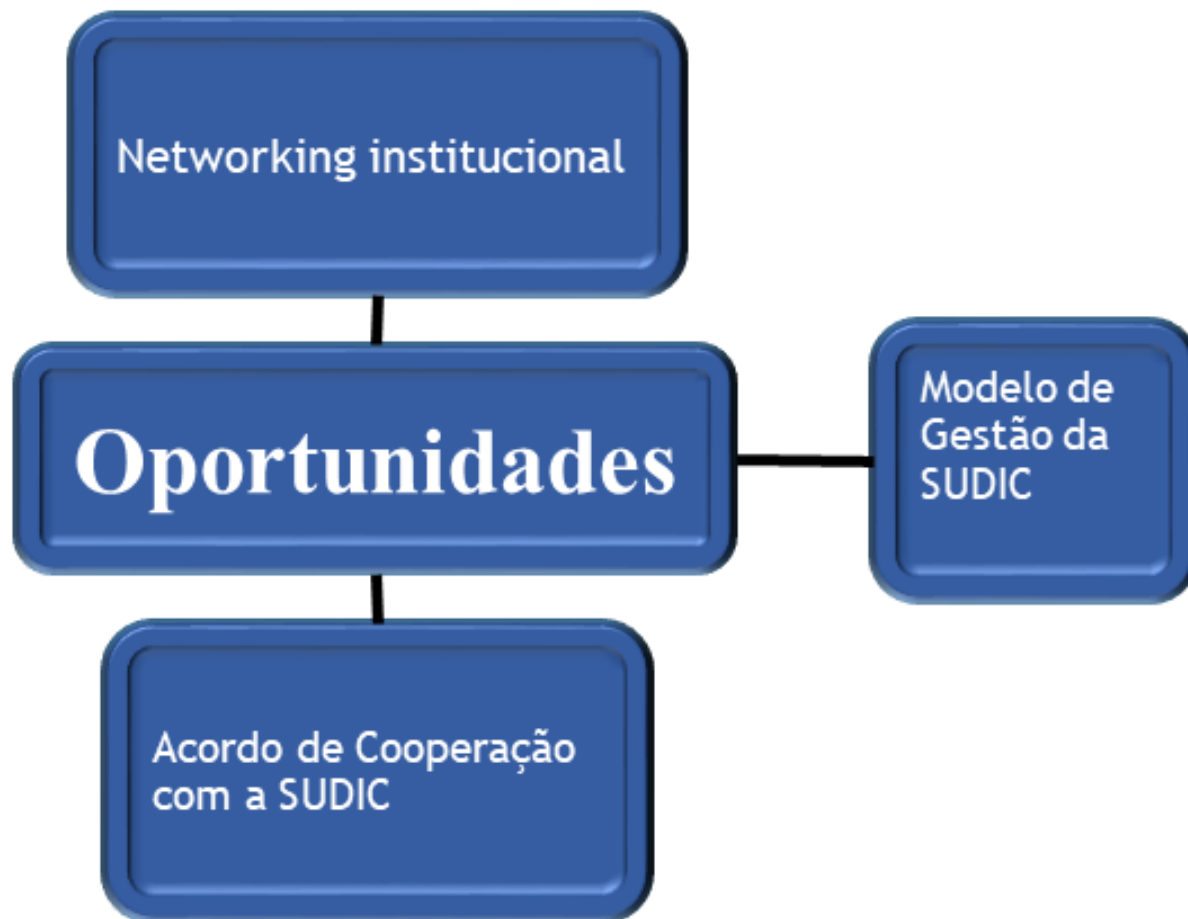 Networking institucional
Oportunidades
Modelo de
Gestão da
SUDIC
Acordo de Cooperação
com a SUDIC